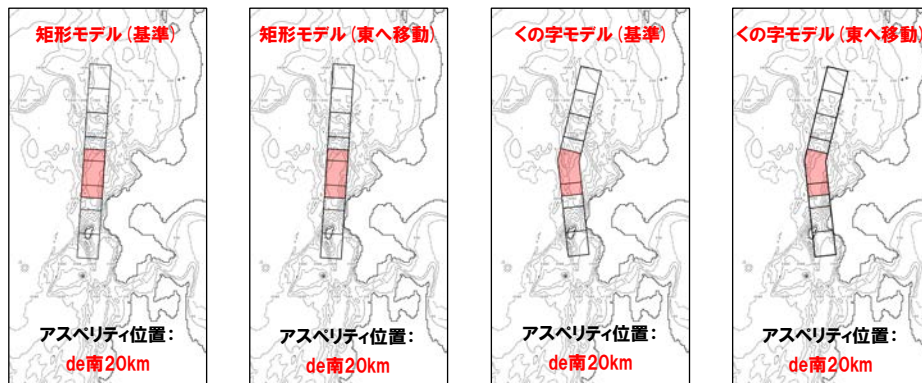 矩形モデル(基準)
アスペリティ位置:
de南20km
矩形モデル(東へ移動)
アスペリティ位置:
de南20km
くの字モデル(基準)
アスペリティ位置:
de南20km
くの字モデル(東へ移動)
アスペリティ位置:
de南20km